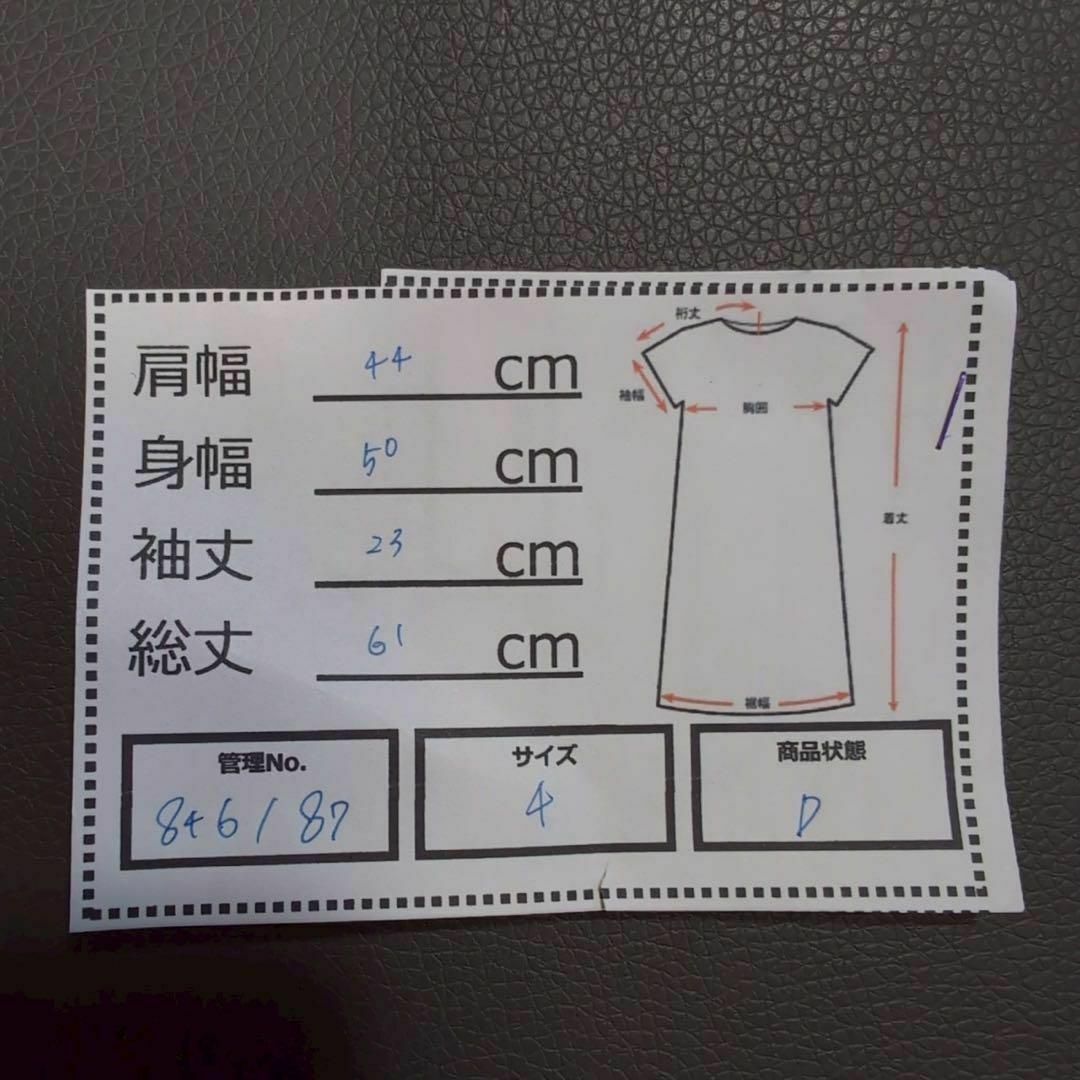 肩幅 44 cm
身幅 50 cm
袖丈 23 cm
総丈 61 cm
裄丈
袖幅
胸囲
着丈
裾幅
管理No.
846187
サイズ
4
商品状態
D